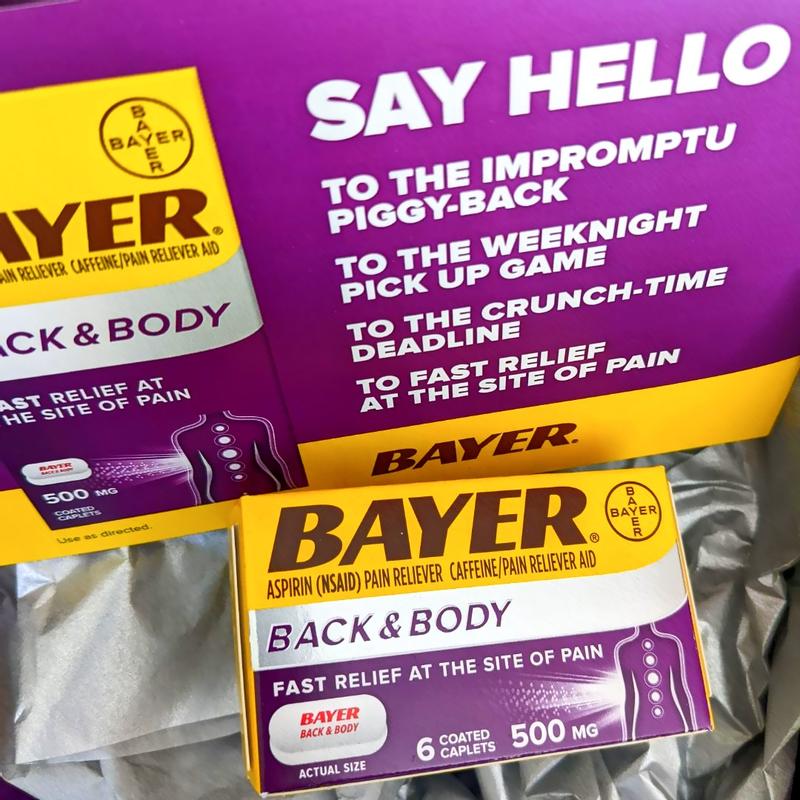 SAY HELLO
TO THE IMPROMPTU
PIGGY-BACK
TO THE WEEKNIGHT
PICK UP GAME
TO THE CRUNCH-TIME
DEADLINE
TO FAST RELIEF
AT THE SITE OF PAIN
BAYER®
BAYER
BAYER
AYER®
AIN RELIEVER CAFFEINE/PAIN RELIEVER AID
ACK & BODY
AST RELIEF AT
HE SITE OF PAIN
BAYER
BACK & BODY
500 MG
COATED
CAPLETS
Use as directed.
BAYER®
BAYER
BAYER
ASPIRIN (NSAID) PAIN RELIEVER CAFFEINE/PAIN RELIEVER AID
BACK & BODY
FAST RELIEF AT THE SITE OF PAIN
BAYER
BACK & BODY
ACTUAL SIZE
6 COATED
CAPLETS
500 MG